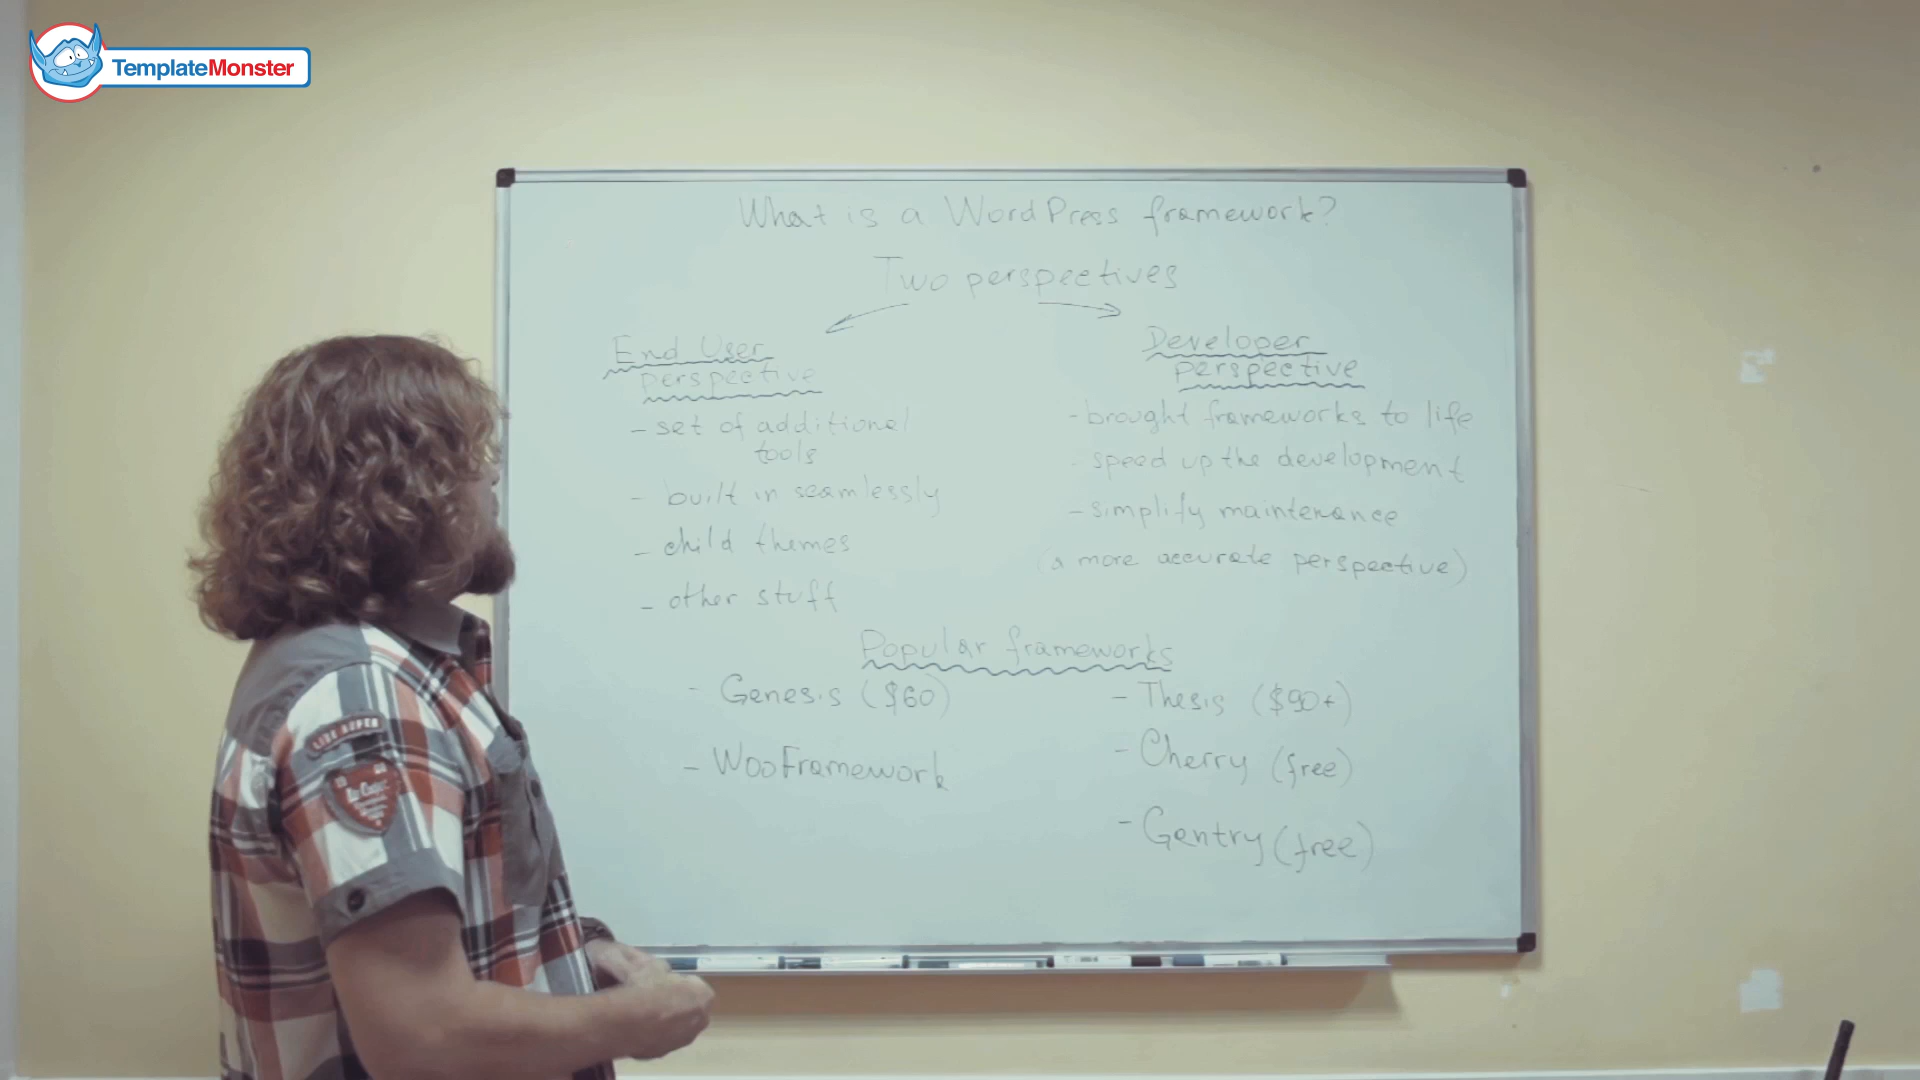 TemplateMonster
What is a WordPress framework?
Two perspectives
End User
perspective
- set of additional
tools
- built in seamlessly
- child themes
- other stuff
Developer
perspective
- brought frameworks to life
- speed up the development
- simplify maintenance
(a more accurate perspective)
Popular frameworks
- Genesis ($60)
- WooFramework
- Thesis ($90+)
- Cherry (free)
- Gentry (free)